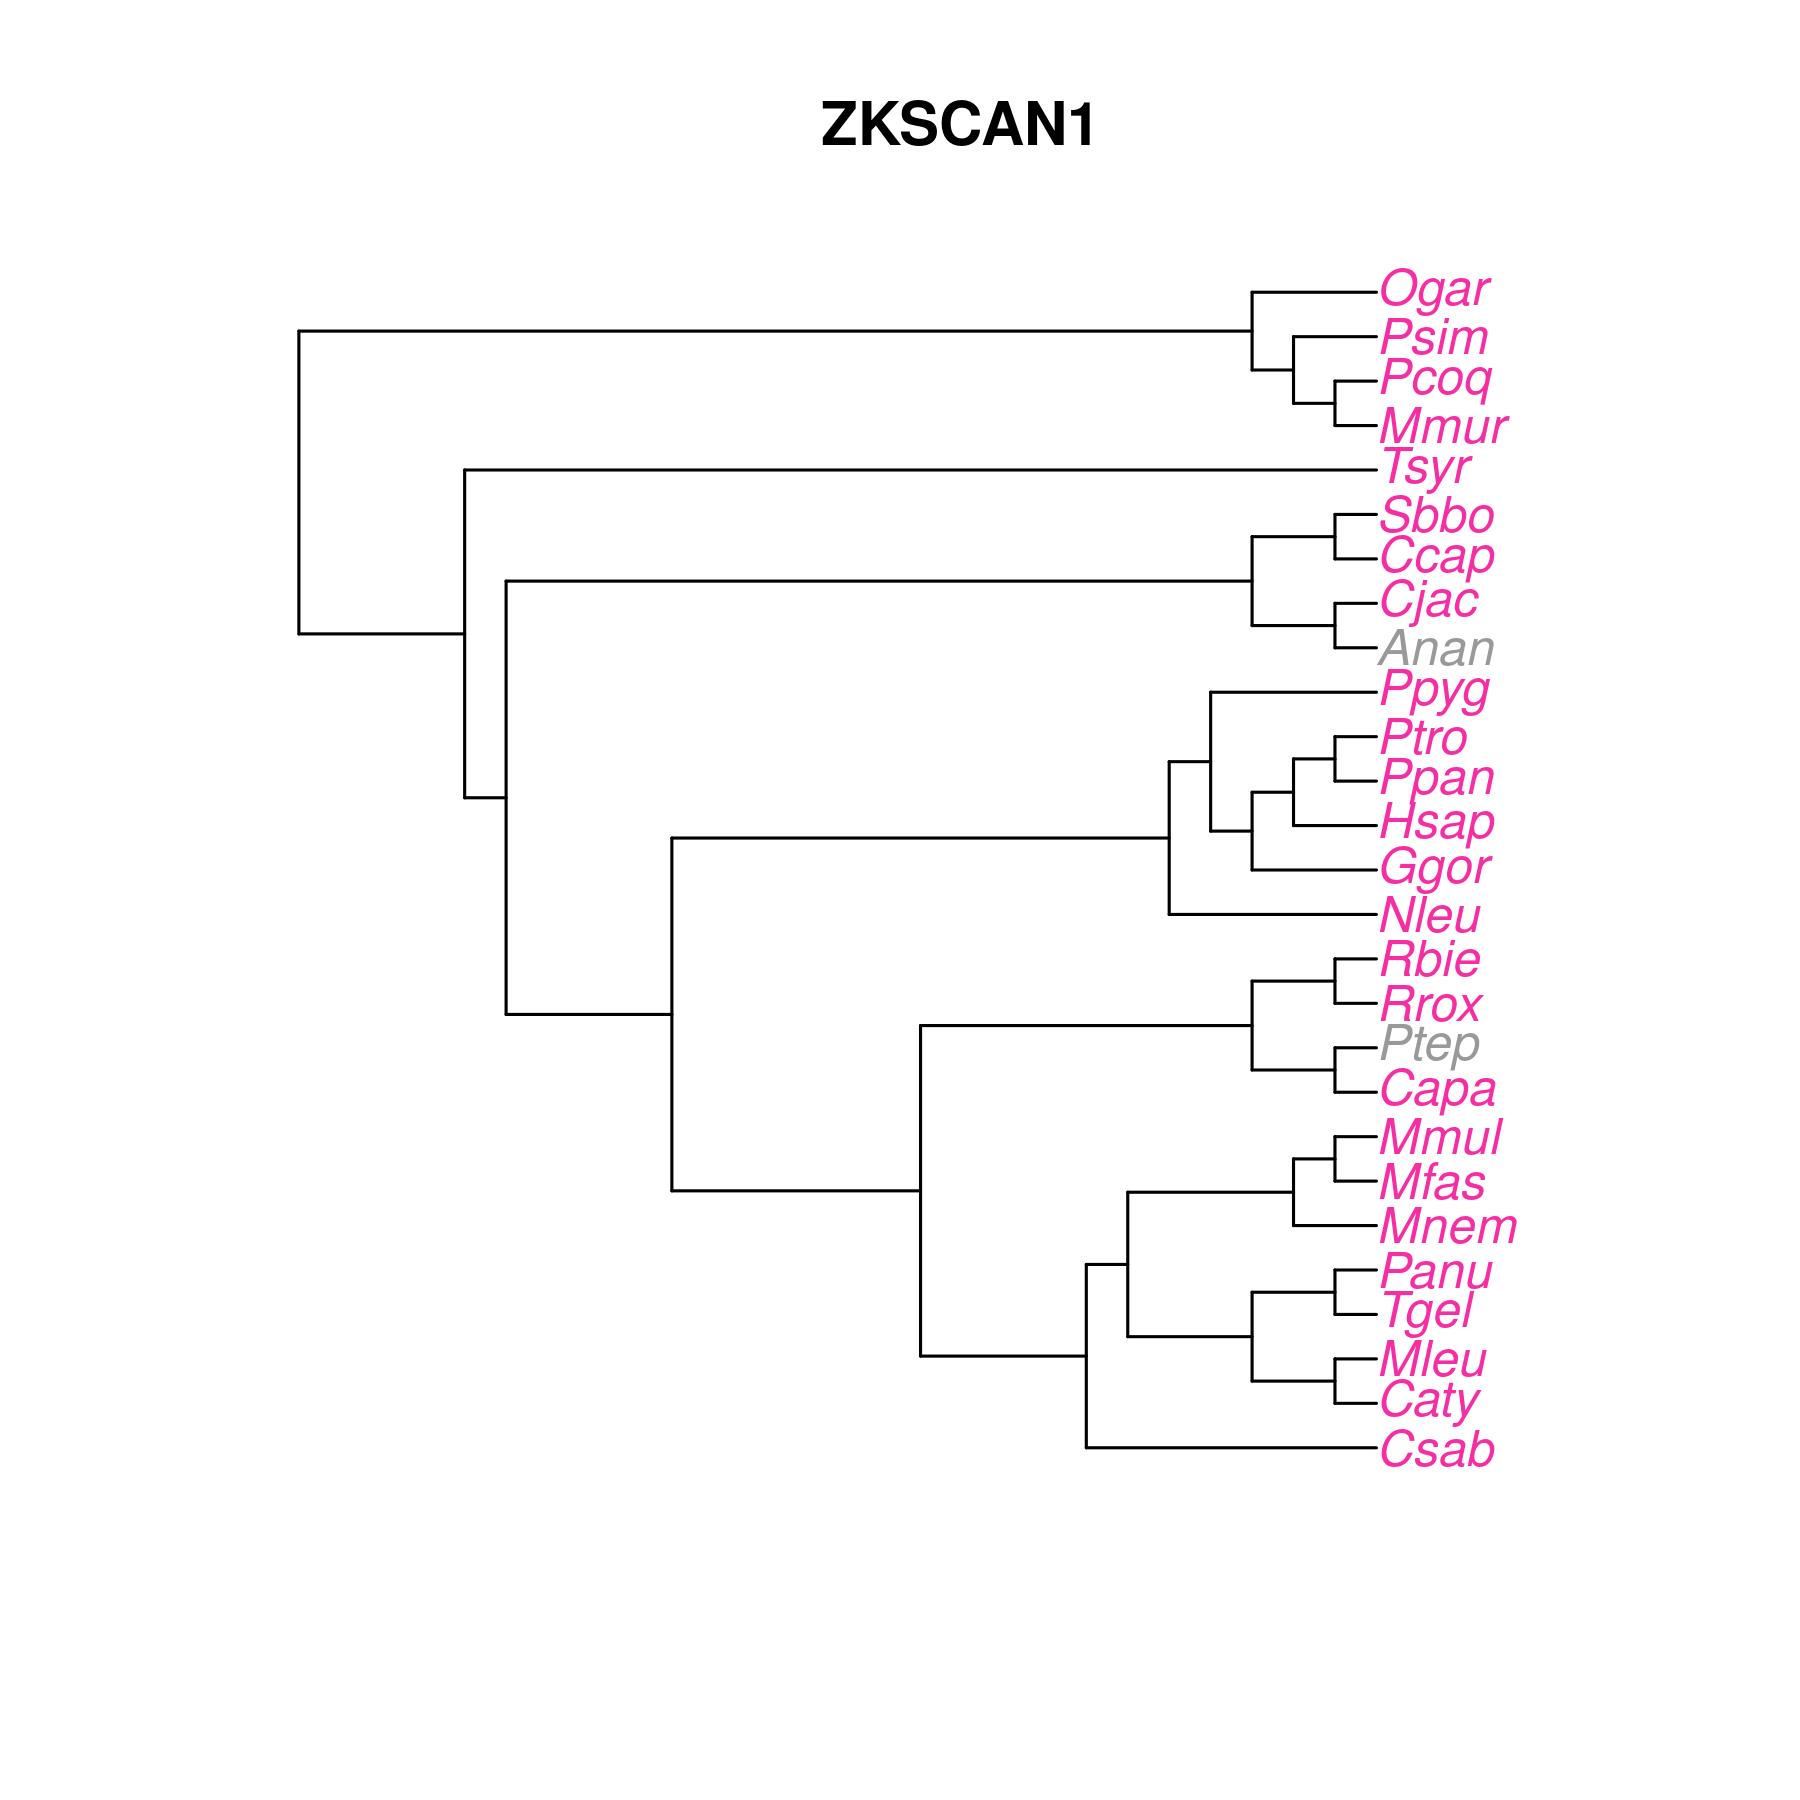 ZKSCAN1
Ogar
Psim
Pcoq
Mmur
Tsyr
Sbbo
Ccap
Cjac
Anan
Ppyg
Ptro
Ppan
Hsap
Ggor
Nleu
Rbie
Rrox
Ptep
Capa
Mmul
Mfas
Mnem
Panu
Tgel
Mleu
Caty
Csab